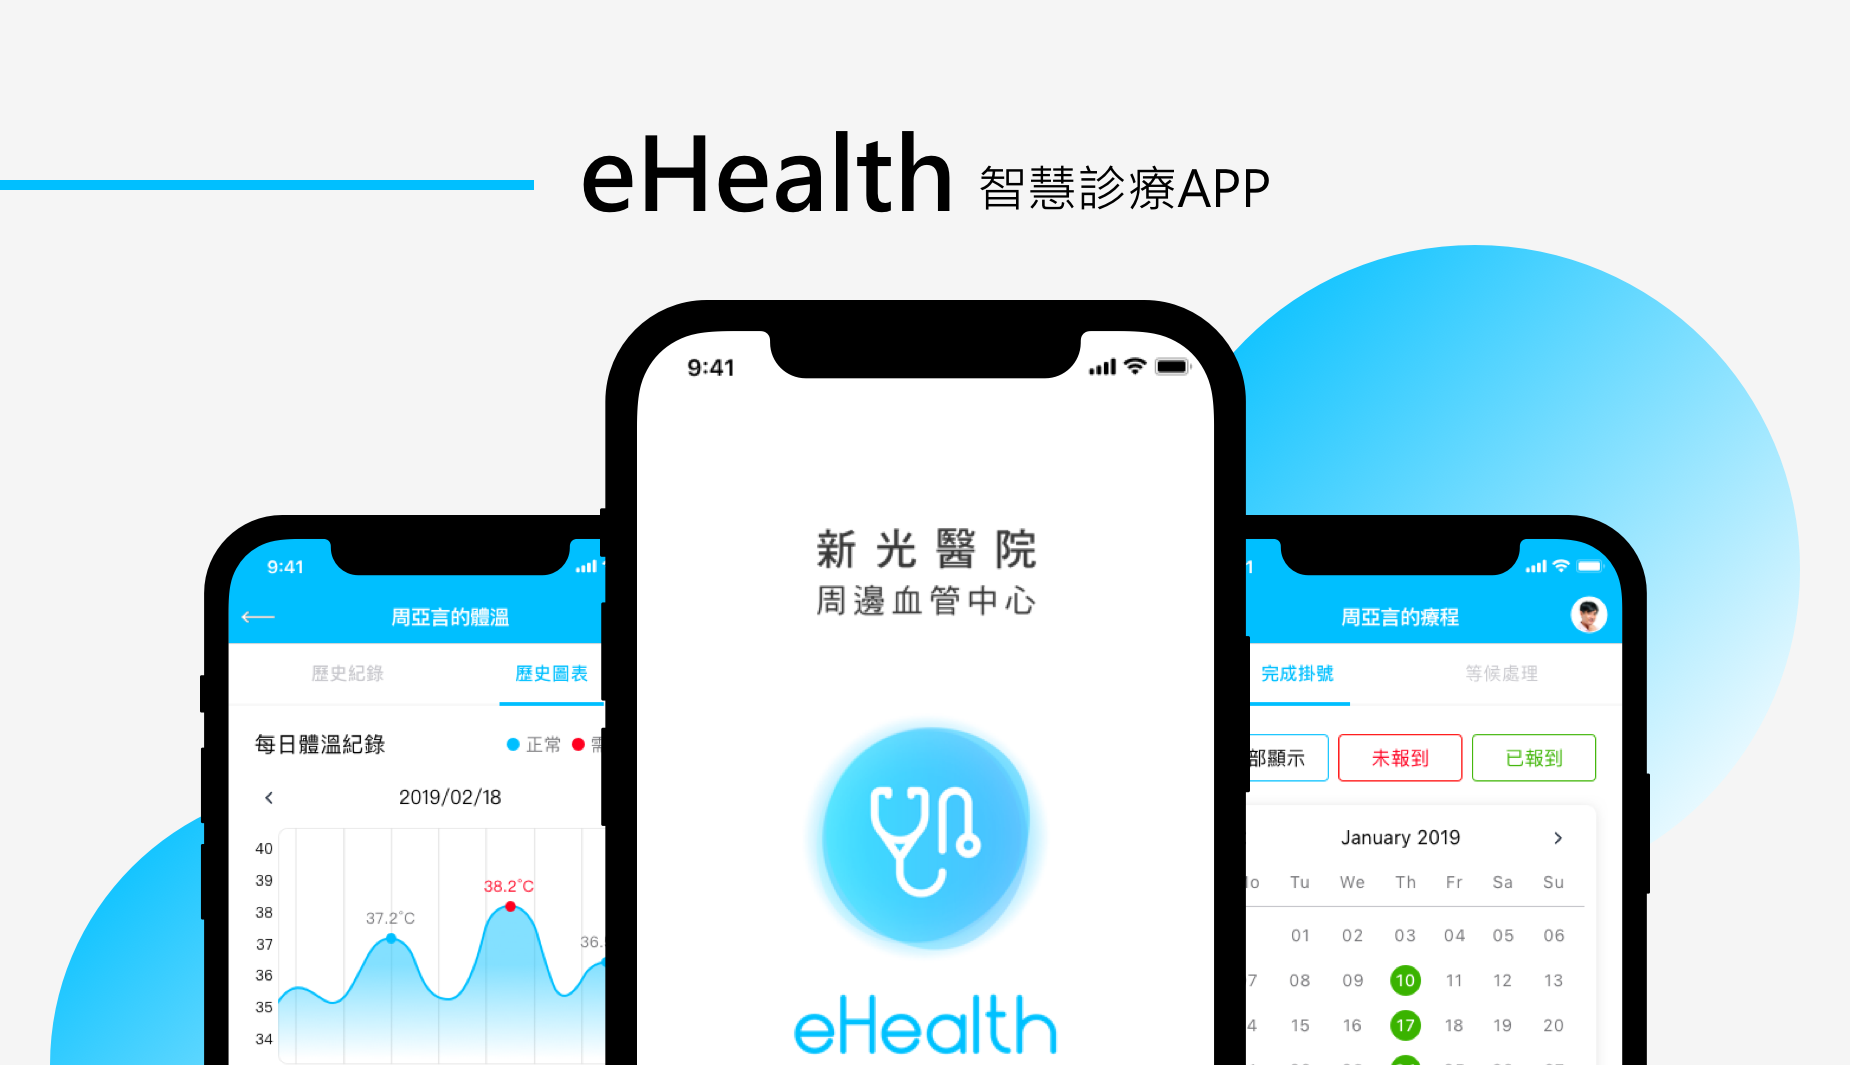 eHealth 智慧診療APP
9:41
新光醫院
周邊血管中心
eHealth
9:41
周亞言的體溫
歷史紀錄 歷史圖表
每日體溫紀錄 正常
2019/02/18
40
39
38
37
36
35
34
37.2°C
38.2°C
周亞言的療程
完成掛號 等候處理
部顯示 未報到 已報到
January 2019
Tu We Th Fr Sa Su
01 02 03 04 05 06
7 08 09 10 11 12 13
4 15 16 17 18 19 20